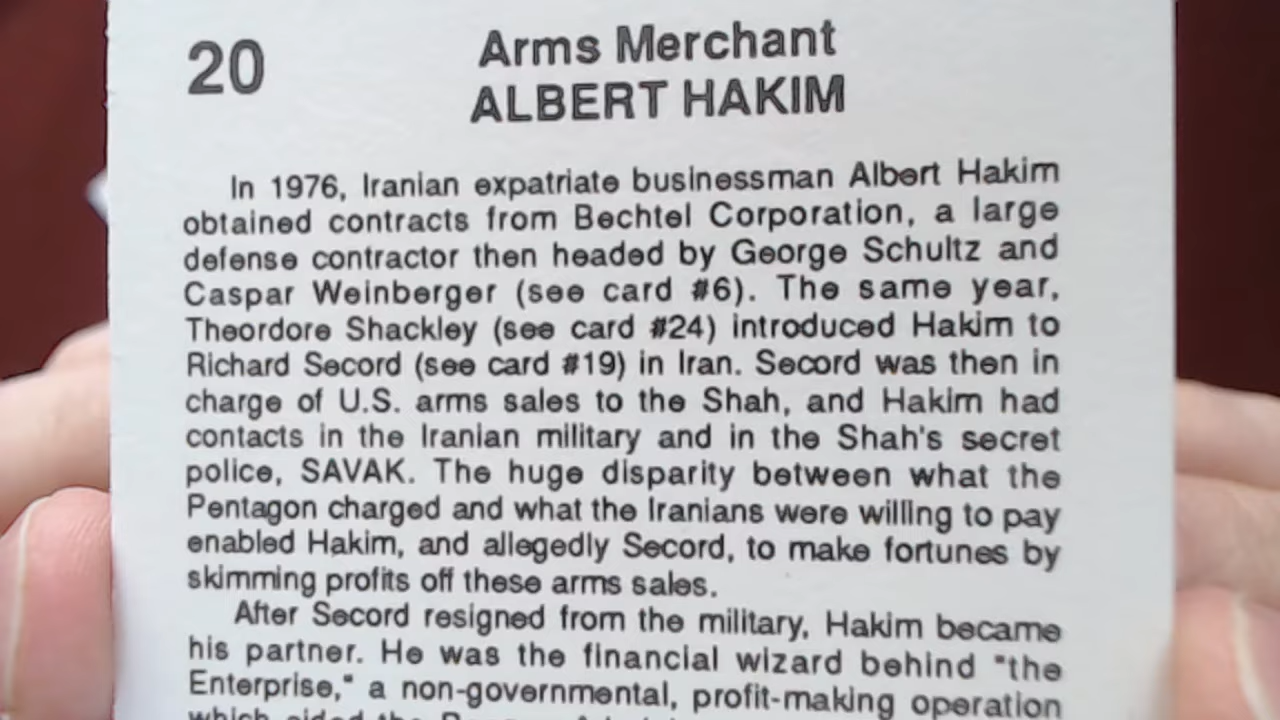 20
Arms Merchant
ALBERT HAKIM
In 1976, Iranian expatriate businessman Albert Hakim
obtained contracts from Bechtel Corporation, a large
defense contractor then headed by George Schultz and
Caspar Weinberger (see card #6). The same year,
Theordore Shackley (see card #24) introduced Hakim to
Richard Secord (see card #19) in Iran. Secord was then in
charge of U.S. arms sales to the Shah, and Hakim had
contacts in the Iranian military and in the Shah's secret
police, SAVAK. The huge disparity between what the
Pentagon charged and what the Iranians were willing to pay
enabled Hakim, and allegedly Secord, to make fortunes by
skimming profits off these arms sales.
After Secord resigned from the military, Hakim became
his partner. He was the financial wizard behind "the
Enterprise," a non-governmental, profit-making operation
which aided the